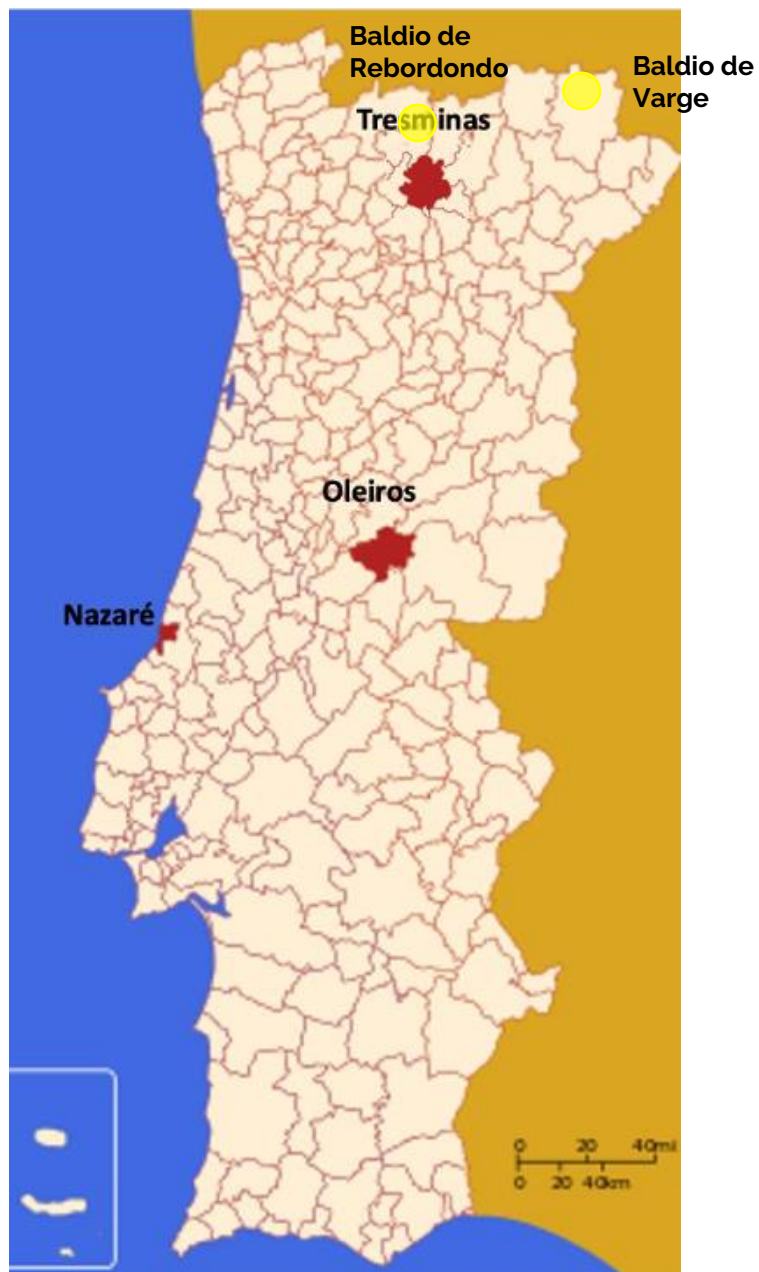 Baldio de
Rebordondo
Baldio de
Varge
Tresminas
Oleiros
Nazaré
0 20 40mi
0 20 40km